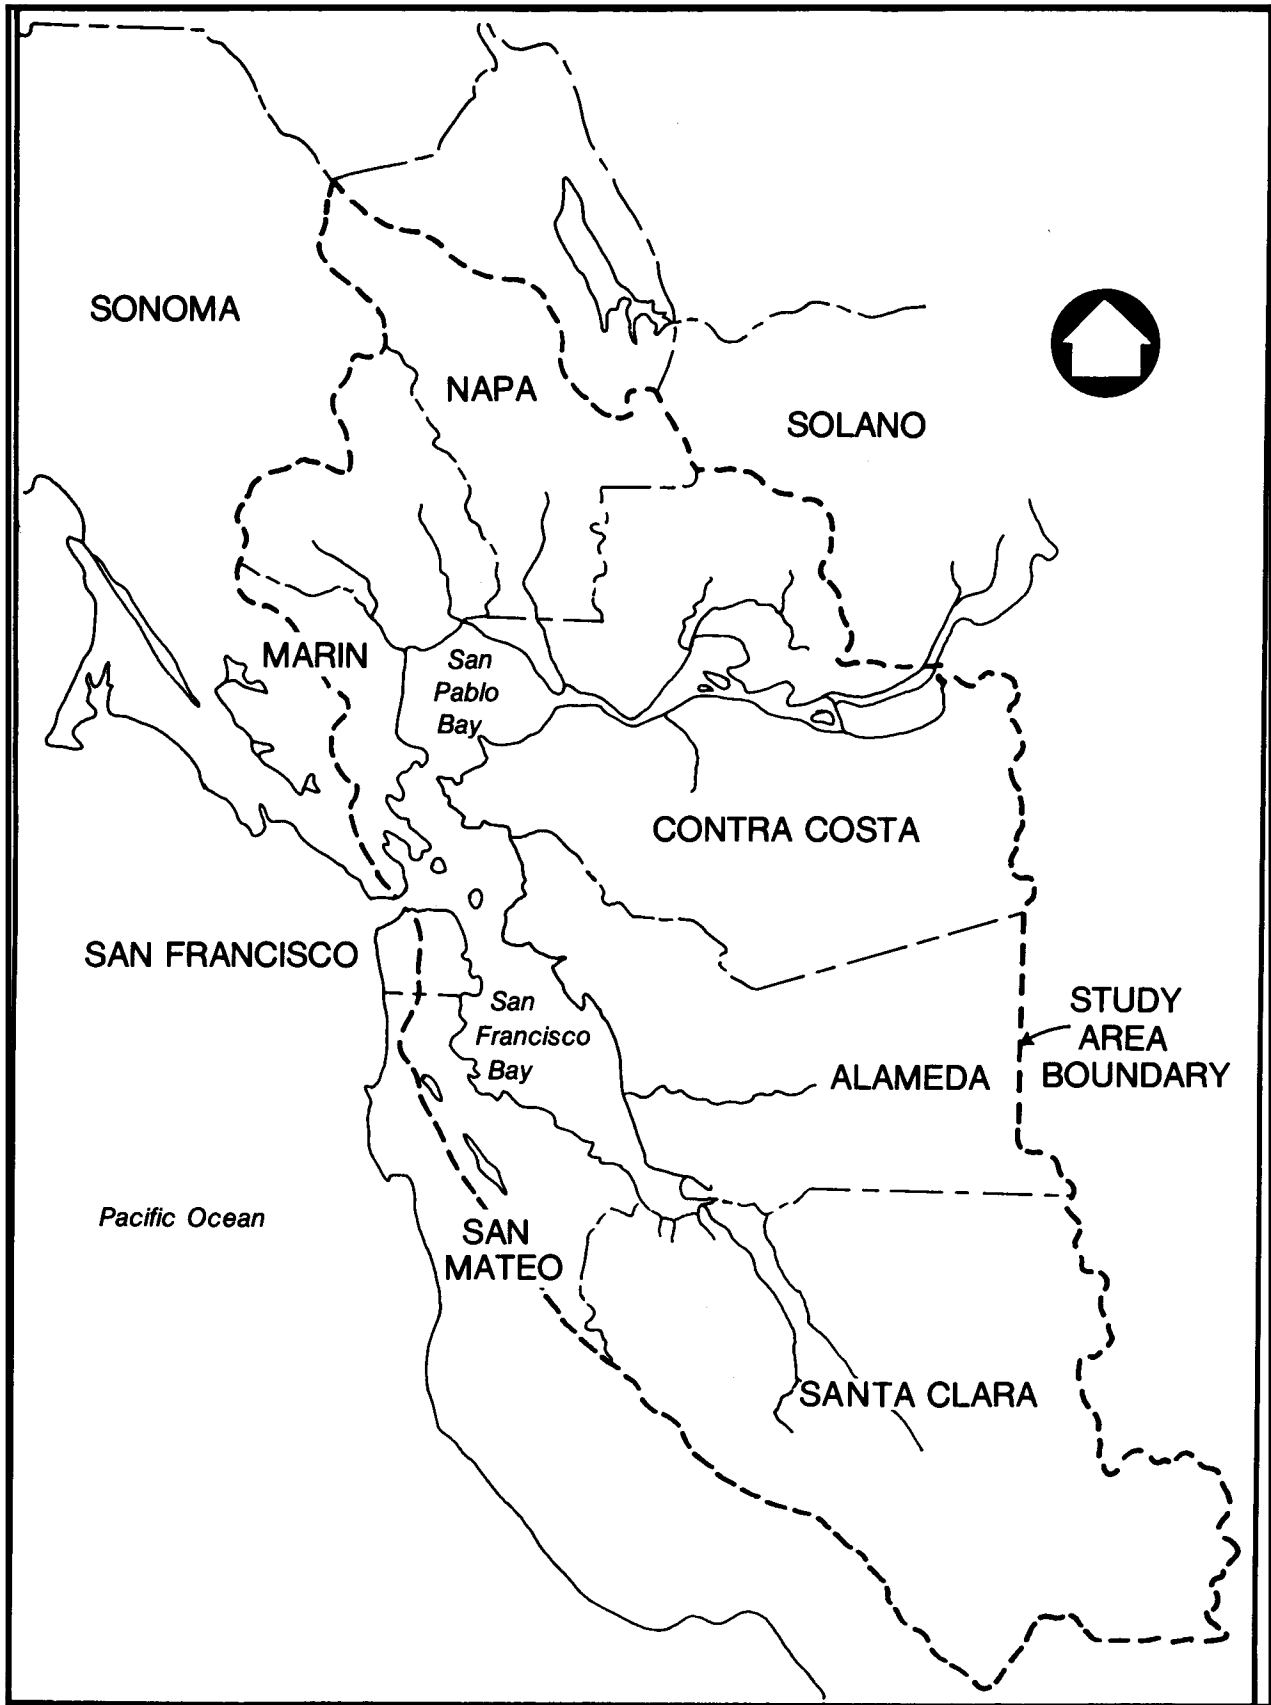 SONOMA
NAPA
SOLANO
MARIN
San
Pablo
Bay
CONTRA COSTA
SAN FRANCISCO
San
Francisco
Bay
STUDY
AREA
BOUNDARY
ALAMEDA
Pacific Ocean
SAN
MATEO
SANTA CLARA